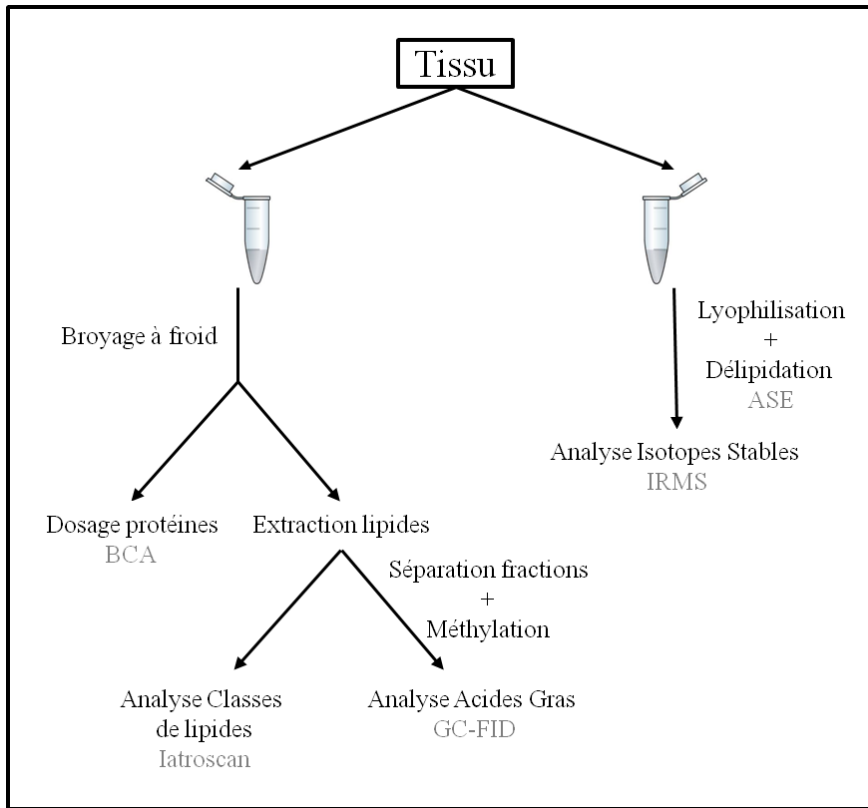 Tissu
Broyage à froid
Lyophilisation
+
Délipidation
ASE
Analyse Isotopes Stables
IRMS
Dosage protéines
BCA
Extraction lipides
Séparation fractions
+
Méthylation
Analyse Classes
de lipides
Iatroscan
Analyse Acides Gras
GC-FID